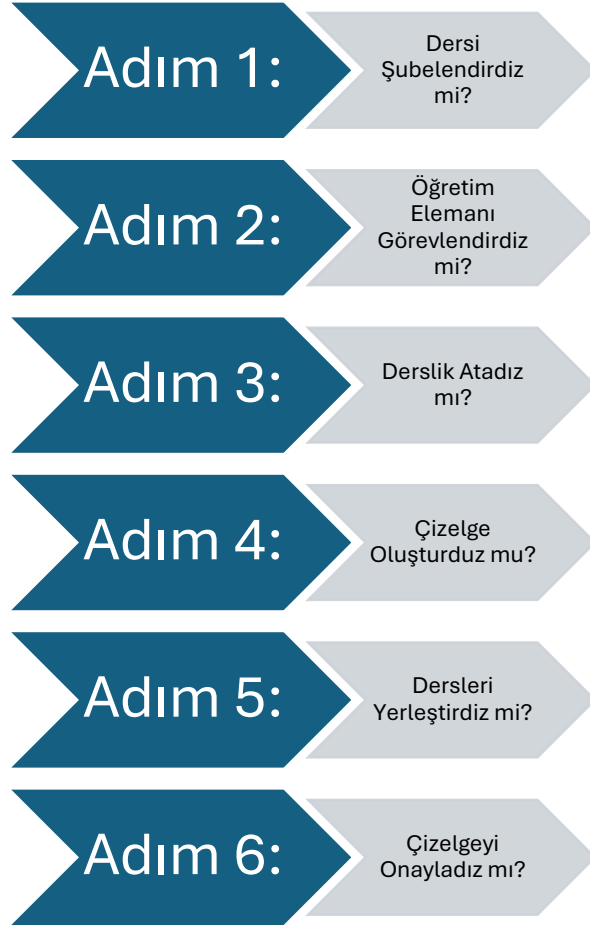 Adım 1:
Dersi
Şubelendirdiz
mi?
Adım 2:
Öğretim
Elemanı
Görevlendirdiz
mi?
Adım 3:
Derslik Atadız
mı?
Adım 4:
Çizelge
Oluşturduz mu?
Adım 5:
Dersleri
Yerleştirdiz mi?
Adım 6:
Çizelgeyi
Onayladız mı?